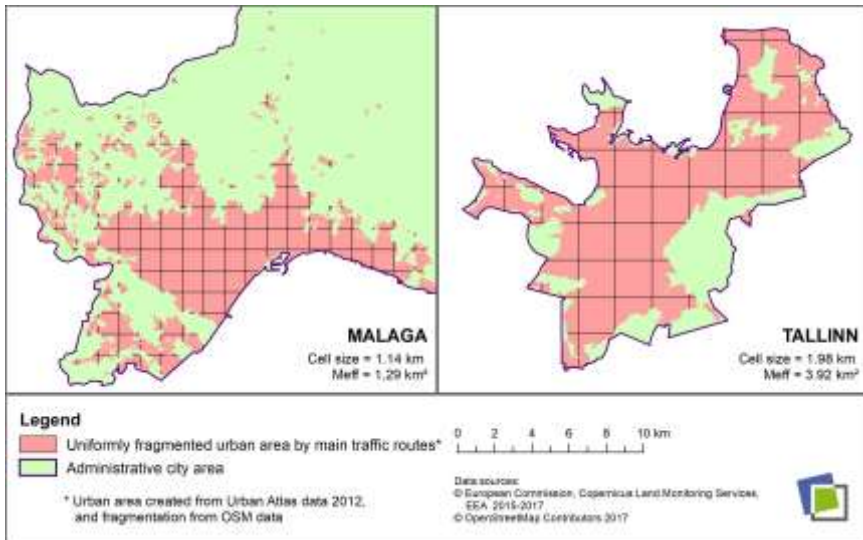 MALAGA
Cell size = 1.14 km
Meff = 1,29 km²
TALLINN
Cell size = 1.98 km
Meff = 3.92 km²
Legend
Uniformly fragmented urban area by main traffic routes*
Administrative city area
* Urban area created from Urban Atlas data 2012,
and fragmentation from OSM data
0 2 4 6 8 10 km
Data sources:
© European Commission, Copernicus Land Monitoring Services,
EEA 2015-2017
© OpenStreetMap Contributors 2017